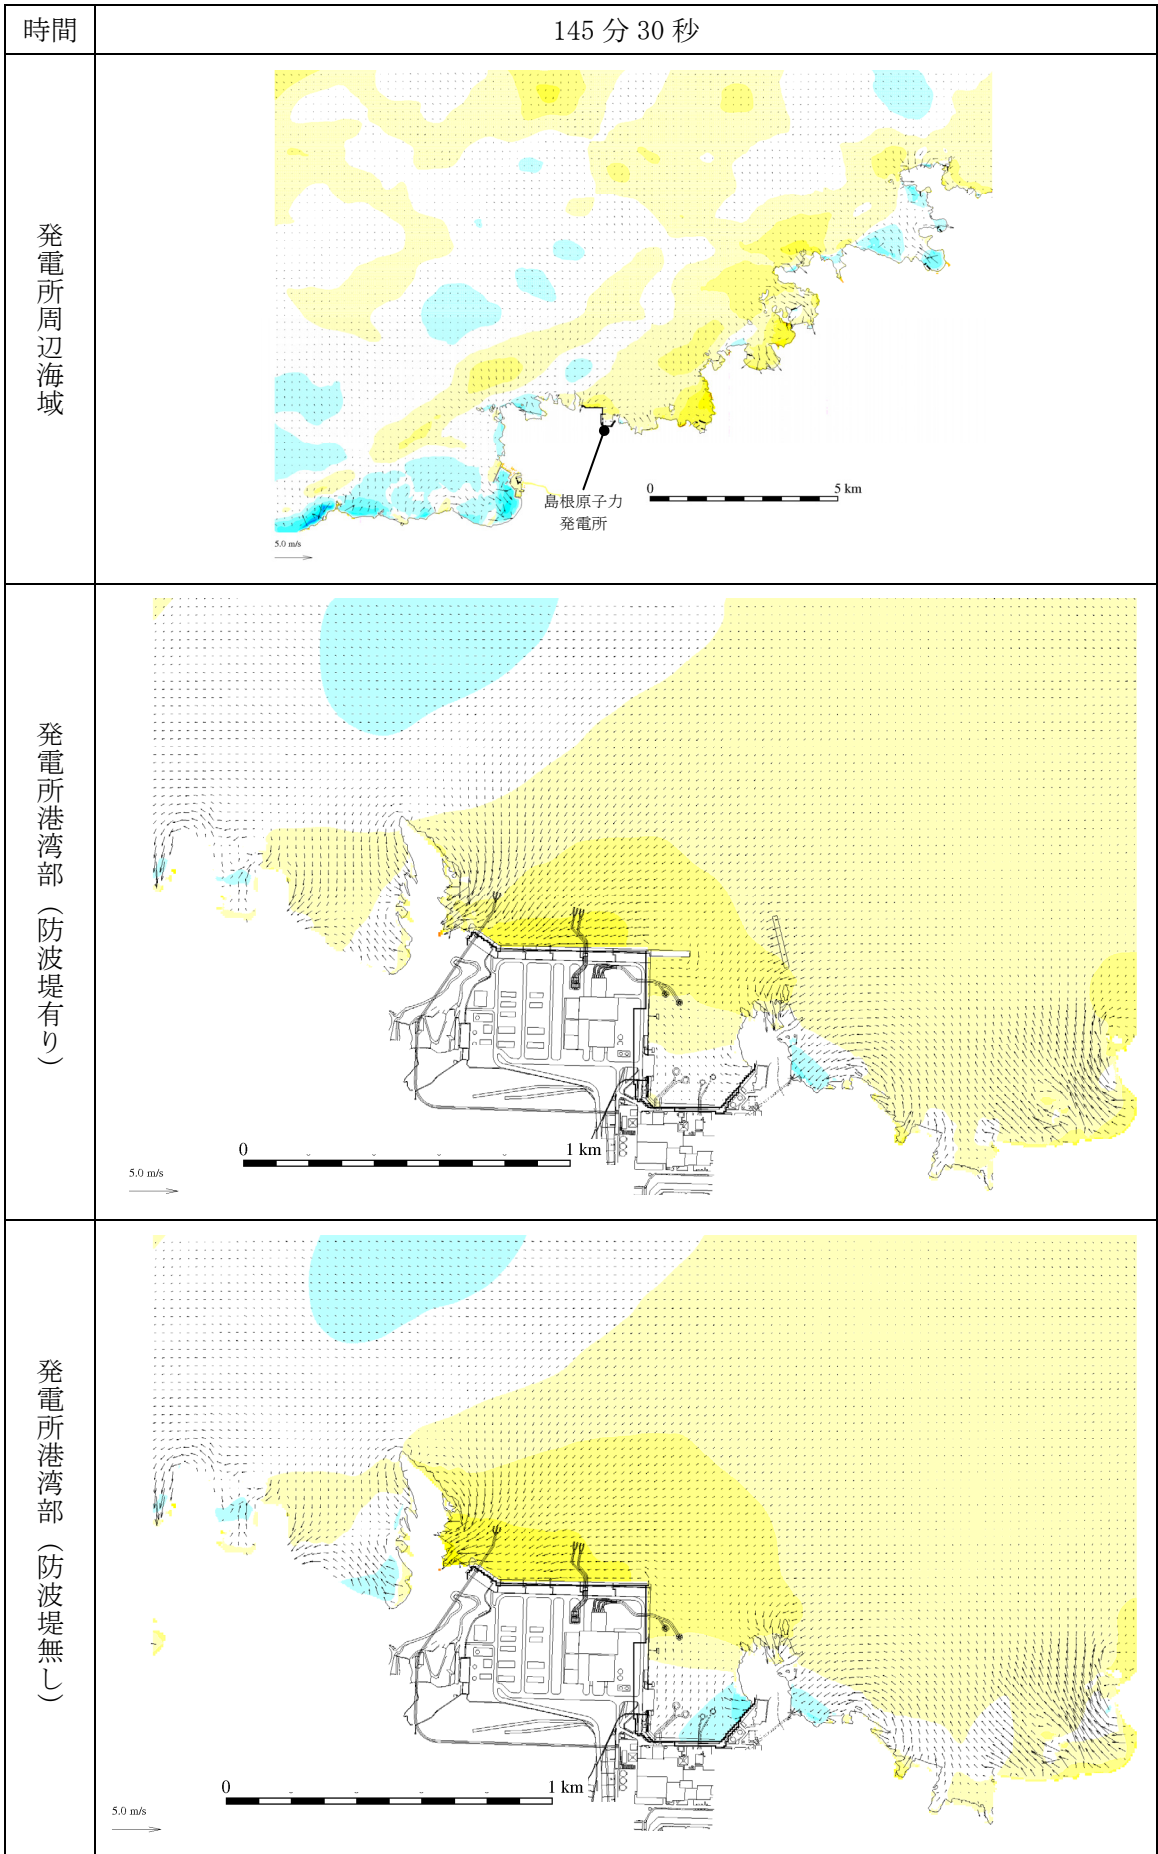 時間
145 分 30 秒
発電所周辺海域
島根原子力
発電所
0
5 km
5.0 m/s
発電所港湾部（防波堤有り）
0
1 km
5.0 m/s
発電所港湾部（防波堤無し）
0
1 km
5.0 m/s